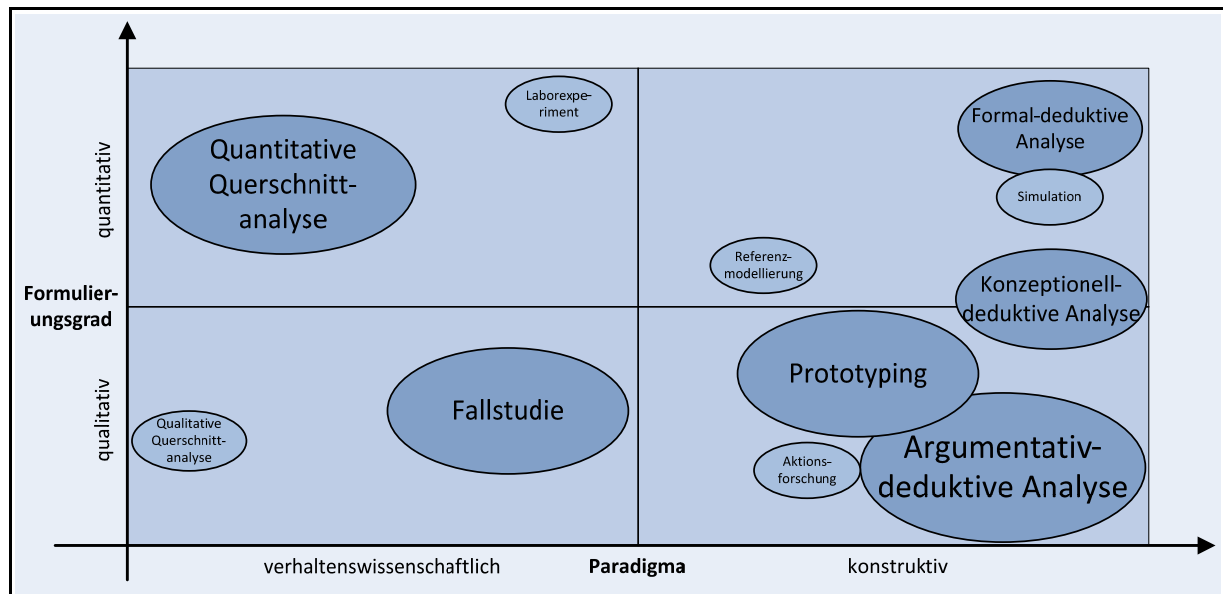 Laborexpe-
riment
Formal-deduktive
Analyse
Quantitative
Querschnitt-
analyse
Simulation
quantitativ
Referenz-
modellierung
Konzeptionell-
deduktive Analyse
Formulier-
ungsgrad
Prototyping
Fallstudie
qualitativ
Qualitative
Querschnitt-
analyse
Argumentativ-
deduktive Analyse
Aktions-
forschung
verhaltenswissenschaftlich
Paradigma
konstruktiv